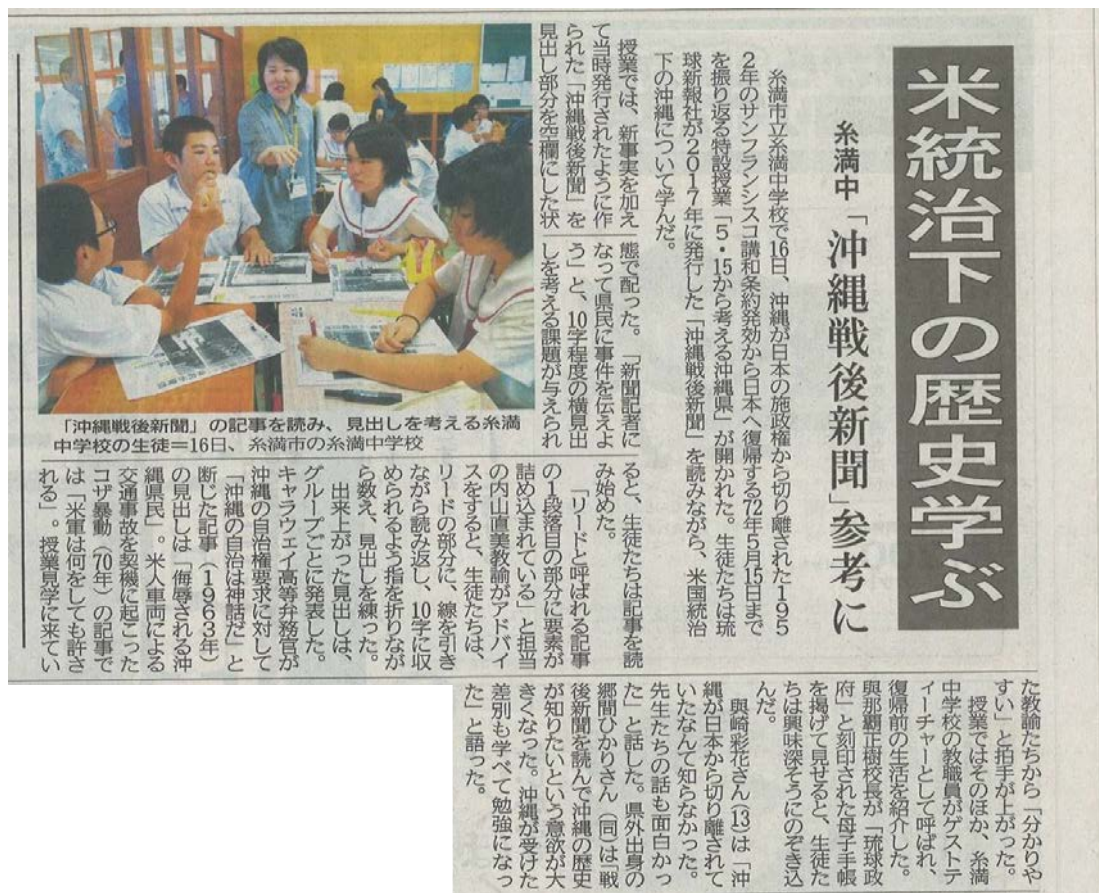 米統治下の歴史学ぶ
糸満中「沖縄戦後新聞」参考に
糸満市立糸満中学校で16日、沖縄が日本の施政権から切り離された195
2年のサンフランシスコ講和条約発効から日本へ復帰する72年5月15日まで
を振り返る特設授業「5・15から考える沖縄県」が開かれた。生徒たちは琉
球新報社が2017年に発行した「沖縄戦後新聞」を読みながら、米国統治
下の沖縄について学んだ。
授業では、新事実を加え
て当時発行されたように作
られた「沖縄戦後新聞」を
見出し部分を空欄にした状
態で配った。「新聞記者に
なって県民に事件を伝えよ
う」と、10字程度の横見出
しを考える課題が与えられ
「沖縄戦後新聞」の記事を読み、見出しを考える糸満
中学校の生徒=16日、糸満市の糸満中学校
ると、生徒たちは記事を読
み始めた。
「リードと呼ばれる記事
の1段落目の部分に要素が
詰め込まれている」と担当
の内山直美教諭がアドバイ
スをすると、生徒たちは、
リードの部分に、線を引き
ながら読み返し、10字に収
められるよう指を折りなが
ら数え、見出しを練った。
出来上がった見出しは、
グループごとに発表した。
キャラウェイ高等弁務官が
沖縄の自治権要求に対して
「沖縄の自治は神話だ」と
断じた記事(1963年)
の見出しは「侮辱される沖
縄県民」。米人車両による
交通事故を契機に起こった
コザ暴動(70年)の記事で
は「米軍は何をしても許さ
れる」。授業見学に来てい
た教諭たちから「分かりや
すい」と拍手が上がった。
授業ではそのほか、糸満
中学校の教職員がゲストテ
ィーチャーとして呼ばれ、
復帰前の生活を紹介した。
與那覇正樹校長が「琉球政
府」と刻印された母子手帳
を掲げて見せると、生徒た
ちは興味深そうにのぞき込
んだ。
與崎彩花さん(13)は「沖
縄が日本から切り離されて
いたなんて知らなかった。
先生たちの話も面白かっ
た」と話した。県外出身の
郷間ひかりさん(同)は「戦
後新聞を読んで沖縄の歴史
が知りたいという意欲が大
きくなった。沖縄が受けた
差別も学べて勉強になっ
た」と語った。